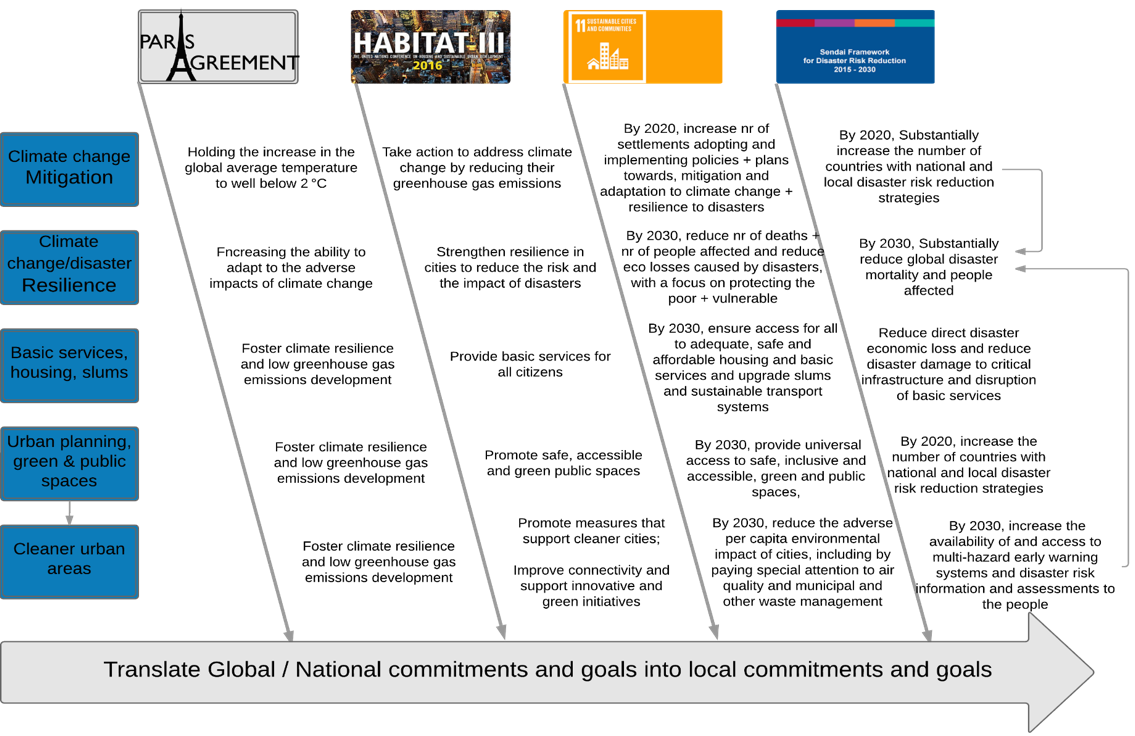 PARIS
AGREEMENT
HABITAT III
THE UNITED NATIONS CONFERENCE ON HOUSING AND SUSTAINABLE URBAN DEVELOPMENT
2016
11 SUSTAINABLE CITIES
AND COMMUNITIES
Sendai Framework
for Disaster Risk Reduction
2015 - 2030
Climate change
Mitigation
Holding the increase in the
global average temperature
to well below 2 °C
Take action to address climate
change by reducing their
greenhouse gas emissions
By 2020, increase nr of
settlements adopting and
implementing policies + plans
towards, mitigation and
adaptation to climate change +
resilience to disasters
By 2020, Substantially
increase the number of
countries with national and
local disaster risk reduction
strategies
Climate
change/disaster
Resilience
Fncreasing the ability to
adapt to the adverse
impacts of climate change
Strengthen resilience in
cities to reduce the risk and
the impact of disasters
By 2030, reduce nr of deaths +
nr of people affected and reduce
eco losses caused by disasters,
with a focus on protecting the
poor + vulnerable
By 2030, Substantially
reduce global disaster
mortality and people
affected
Basic services,
housing, slums
Foster climate resilience
and low greenhouse gas
emissions development
Provide basic services for
all citizens
By 2030, ensure access for all
to adequate, safe and
affordable housing and basic
services and upgrade slums
and sustainable transport
systems
Reduce direct disaster
economic loss and reduce
disaster damage to critical
infrastructure and disruption
of basic services
Urban planning,
green & public
spaces
Foster climate resilience
and low greenhouse gas
emissions development
Promote safe, accessible
and green public spaces
By 2030, provide universal
access to safe, inclusive and
accessible, green and public
spaces,
By 2020, increase the
number of countries with
national and local disaster
risk reduction strategies
Cleaner urban
areas
Foster climate resilience
and low greenhouse gas
emissions development
Promote measures that
support cleaner cities;
Improve connectivity and
support innovative and
green initiatives
By 2030, reduce the adverse
per capita environmental
impact of cities, including by
paying special attention to air
quality and municipal and
other waste management
By 2030, increase the
availability of and access to
multi-hazard early warning
systems and disaster risk
information and assessments to
the people
Translate Global / National commitments and goals into local commitments and goals